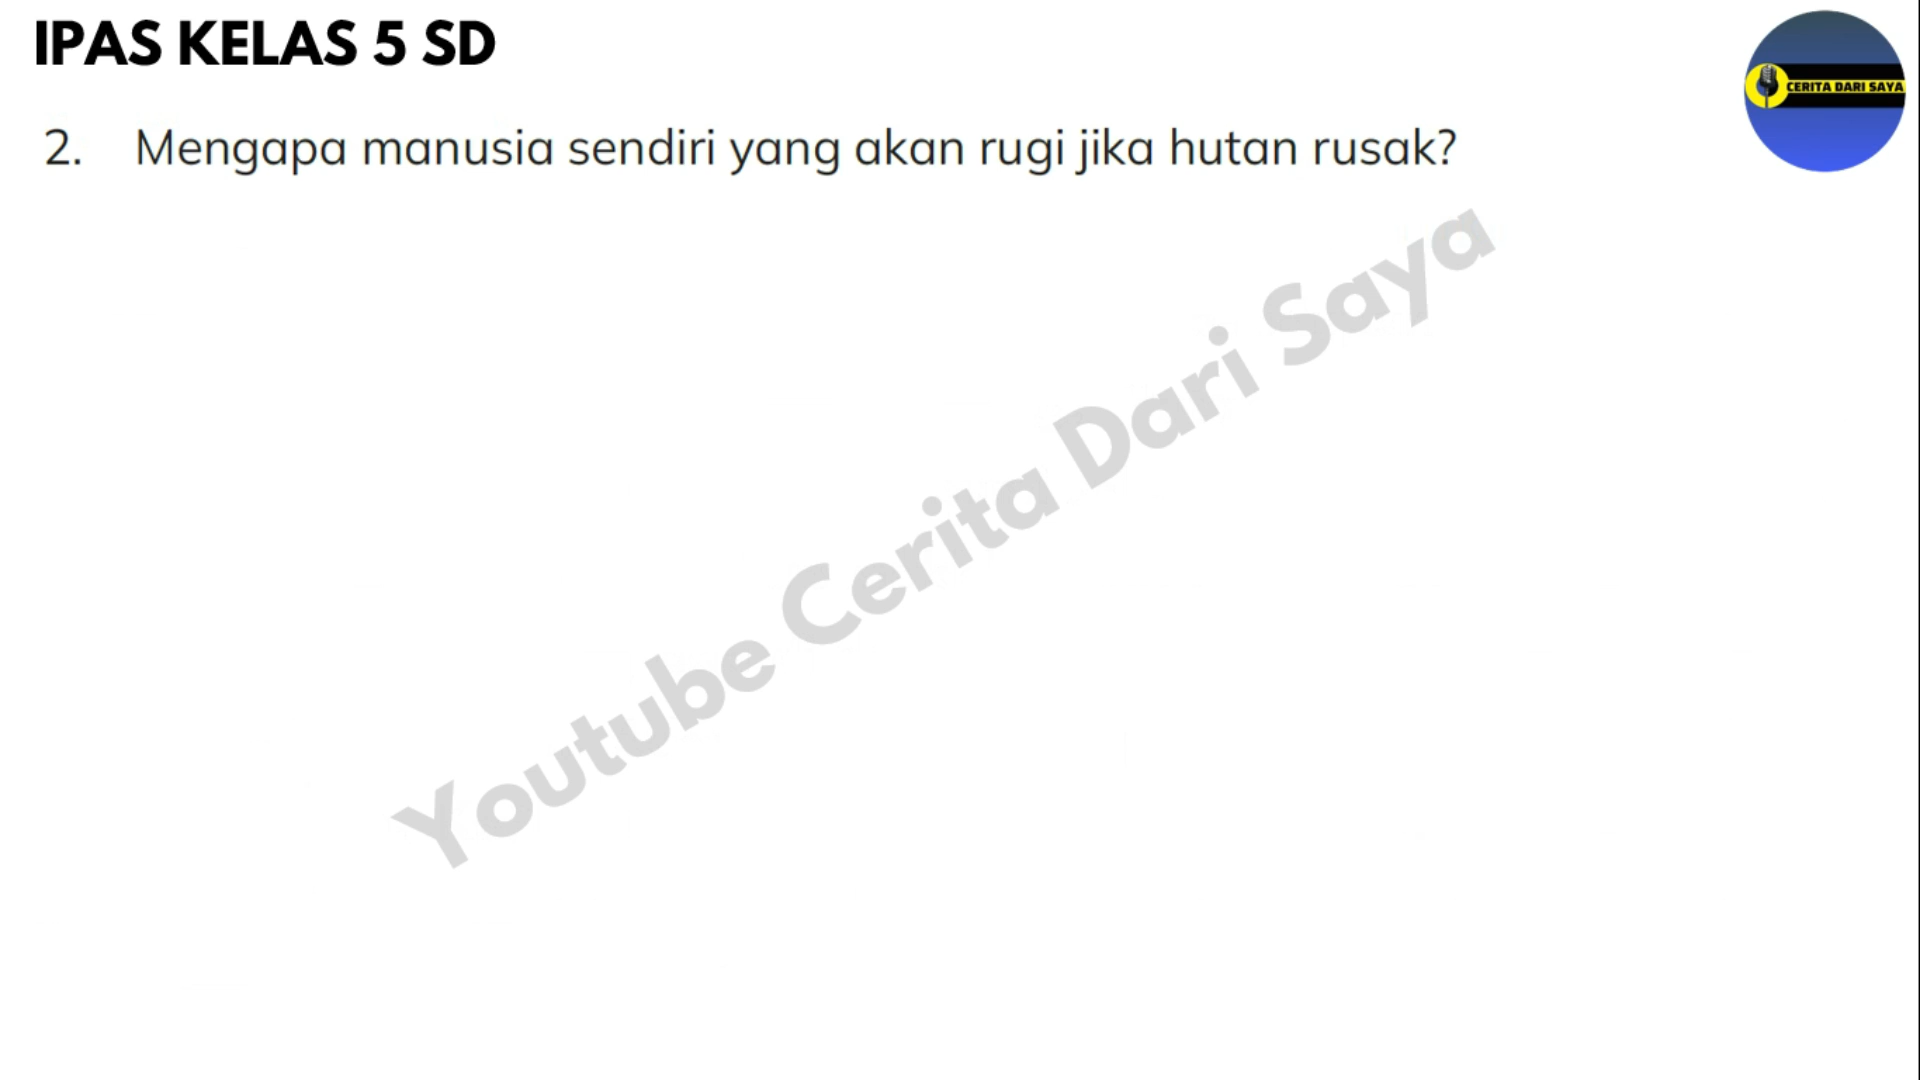 IPAS KELAS 5 SD
CERITA DARI SAYA
2. Mengapa manusia sendiri yang akan rugi jika hutan rusak?
Youtube Cerita Dari Saya